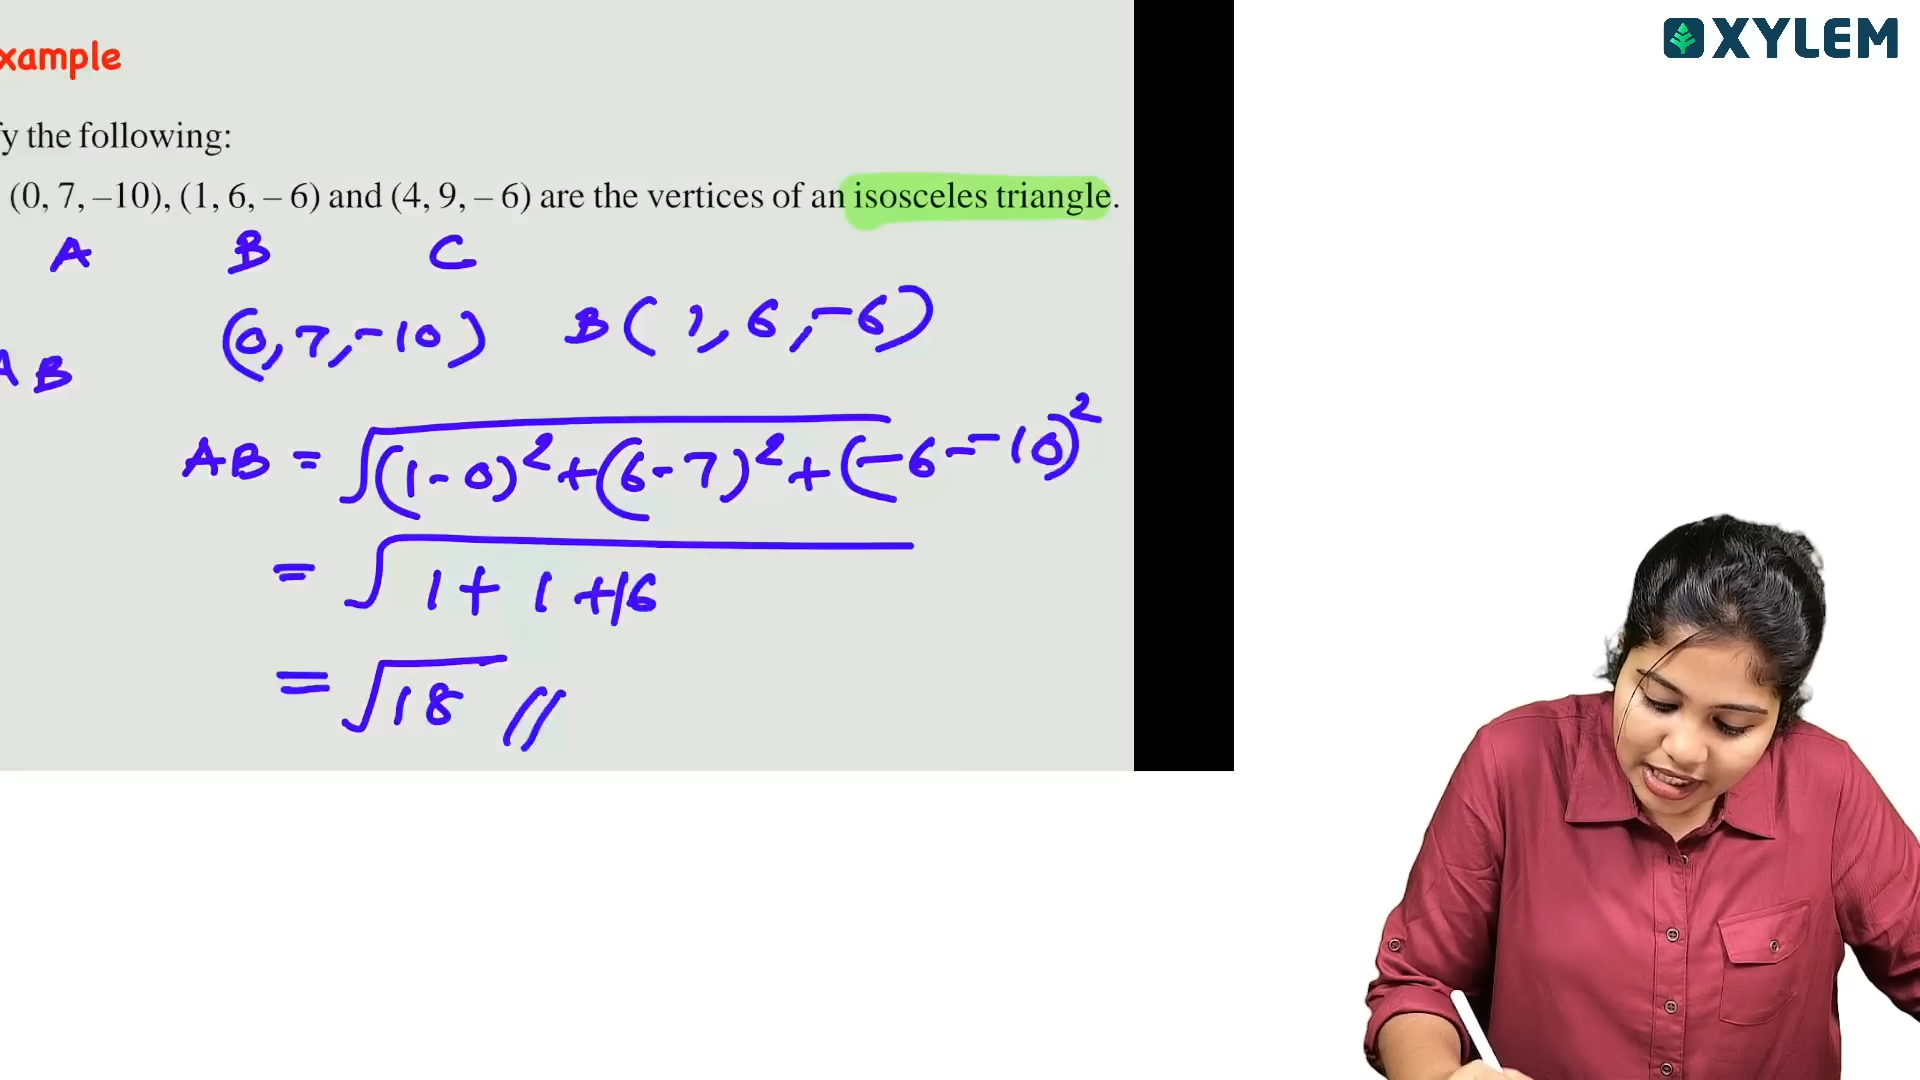 XYLEM
xample
fy the following:
(0, 7, –10), (1, 6, – 6) and (4, 9, – 6) are the vertices of an isosceles triangle.
A B C
(0, 7, -10) B (1, 6, -6)
AB
AB = √(1-0)² + (6-7)² + (-6 - -10)²
= √1 + 1 + 16
= √18 //